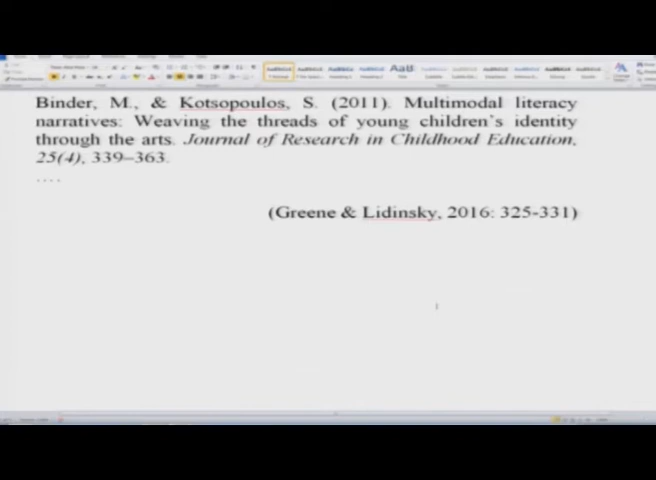 Binder, M., & Kotsopoulos, S. (2011). Multimodal literacy
narratives: Weaving the threads of young children's identity
through the arts. Journal of Research in Childhood Education,
25(4), 339–363.
....
(Greene & Lidinsky, 2016: 325-331)